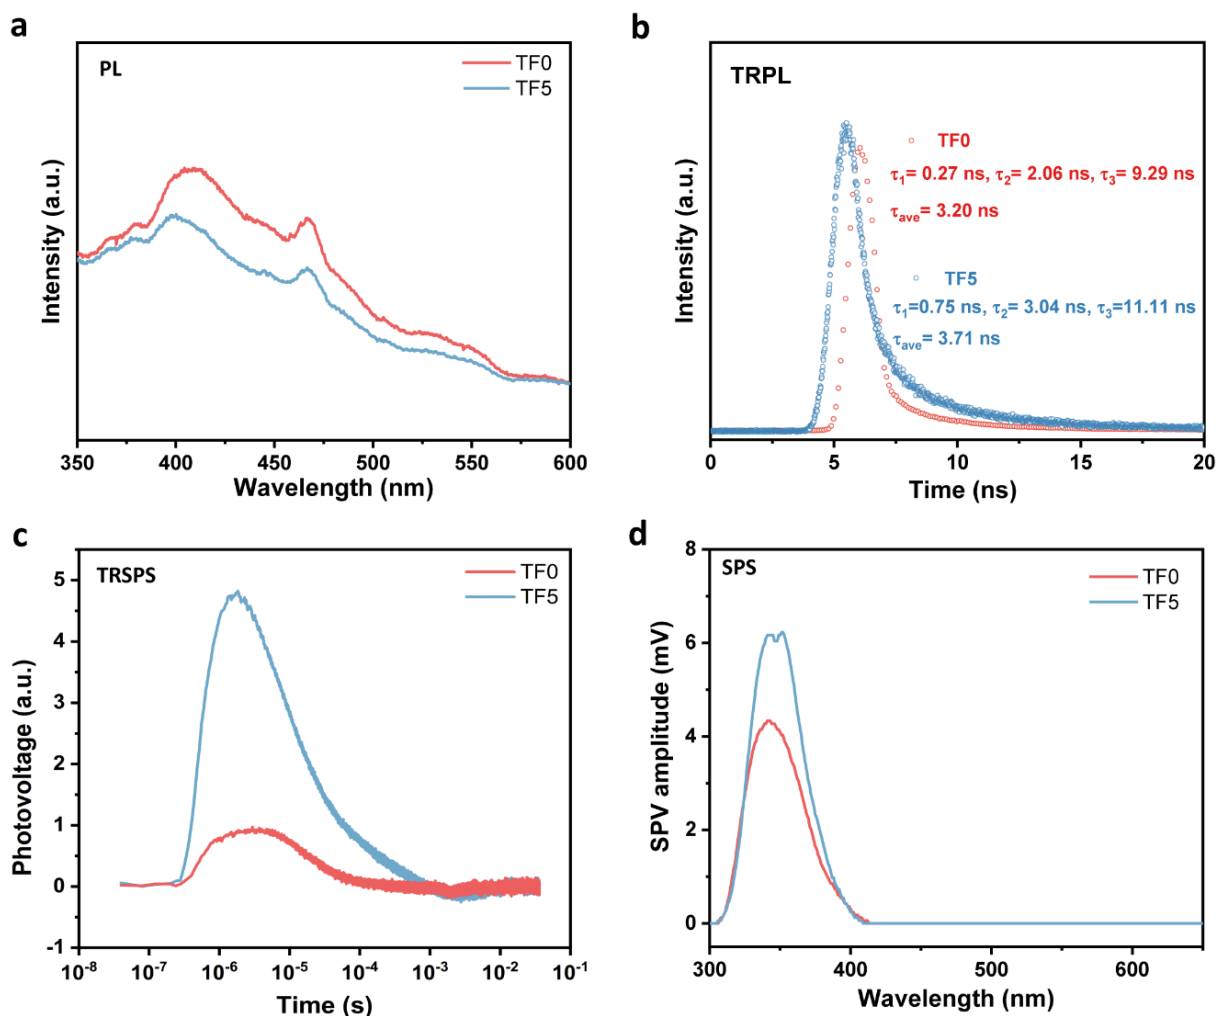 a
PL
TF0
TF5
Intensity (a.u.)
350 400 450 500 550 600
Wavelength (nm)
b
TRPL
TF0
τ1= 0.27 ns, τ2= 2.06 ns, τ3= 9.29 ns
τave= 3.20 ns
TF5
τ1=0.75 ns, τ2= 3.04 ns, τ3=11.11 ns
τave= 3.71 ns
Intensity (a.u.)
0 5 10 15 20
Time (ns)
c
TRSPS
TF0
TF5
Photovoltage (a.u.)
5
4
3
2
1
0
-1
10-8 10-7 10-6 10-5 10-4 10-3 10-2 10-1
Time (s)
d
SPS
TF0
TF5
SPV amplitude (mV)
8
6
4
2
0
300 400 500 600
Wavelength (nm)